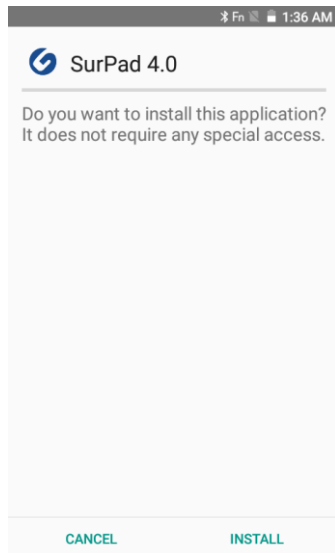 Fn 1:36 AM
SurPad 4.0
Do you want to install this application?
It does not require any special access.
CANCEL INSTALL